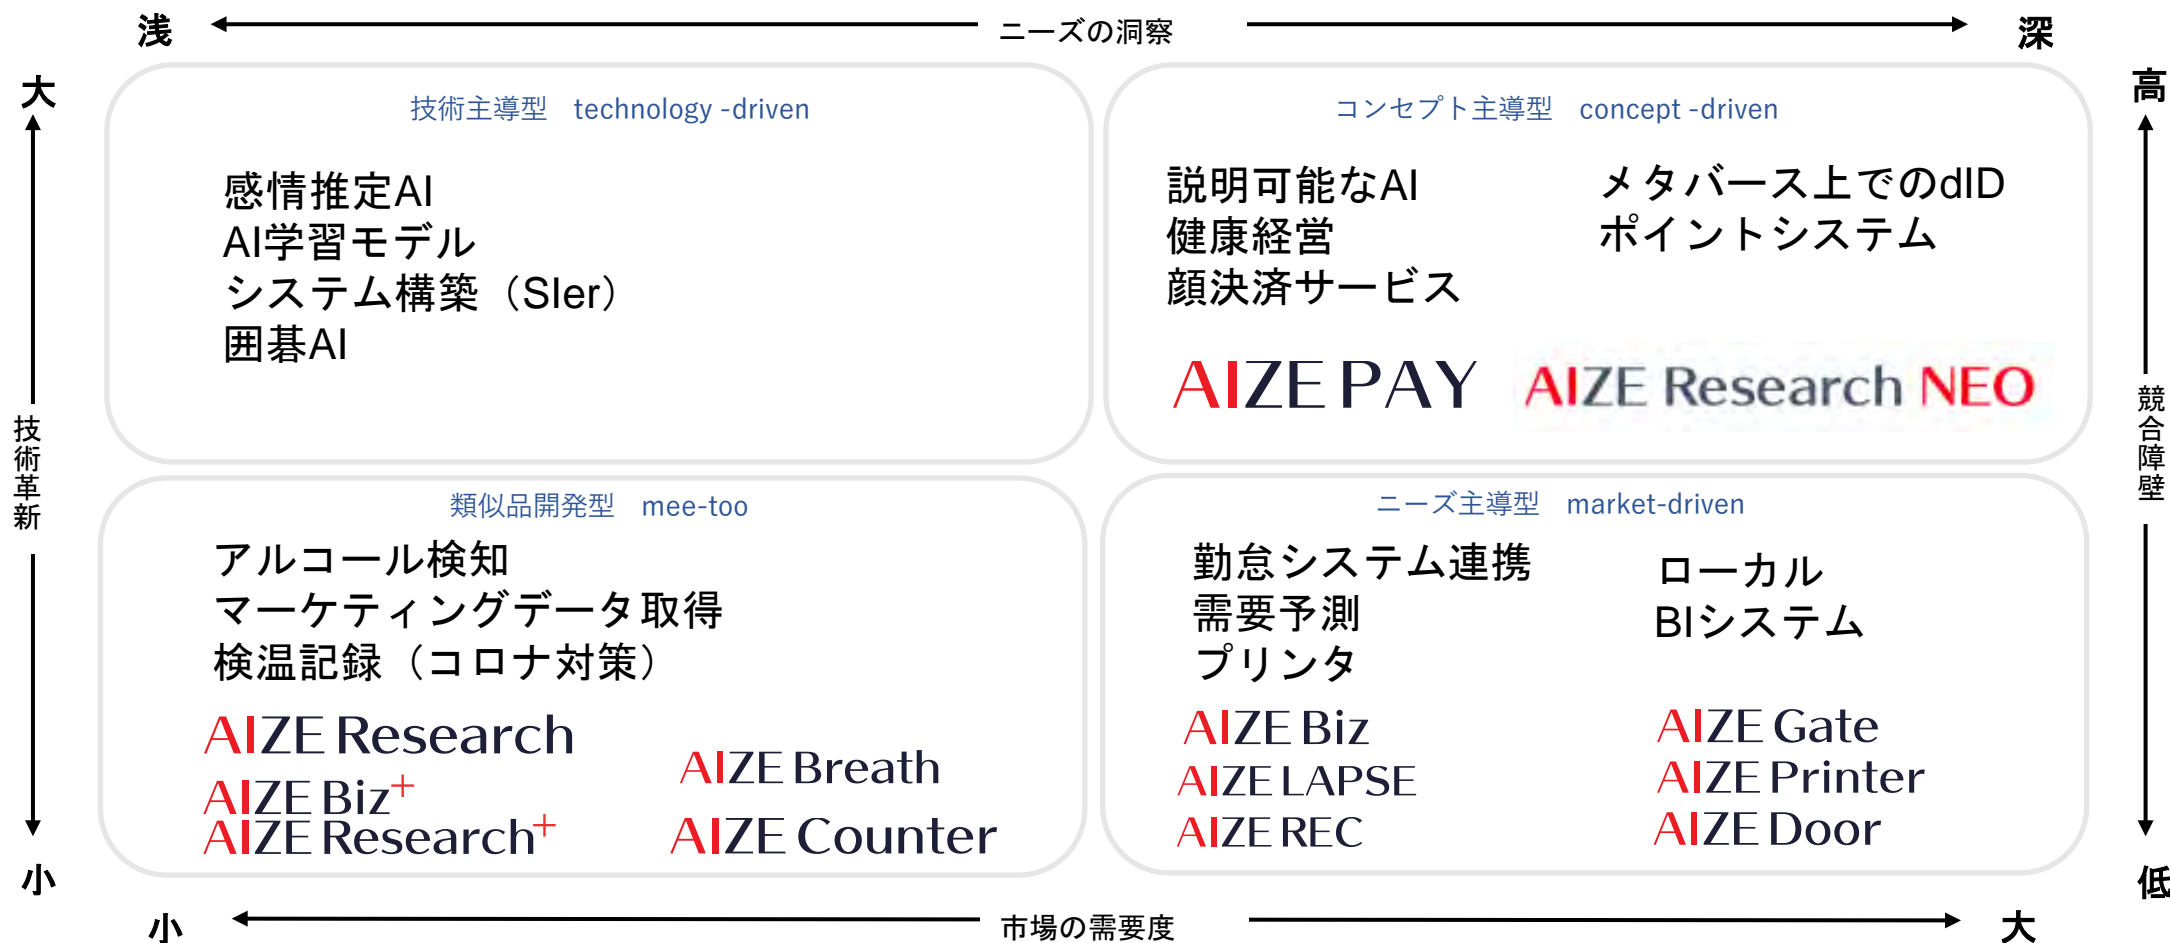 浅
ニーズの洞察
深
大
技術革新
小
高
競合障壁
低
技術主導型　technology -driven
感情推定AI
AI学習モデル
システム構築（SIer）
囲碁AI
コンセプト主導型　concept -driven
説明可能なAI
健康経営
顔決済サービス
メタバース上でのdID
ポイントシステム
AIZE PAY
AIZE Research NEO
類似品開発型　mee-too
アルコール検知
マーケティングデータ取得
検温記録（コロナ対策）
AIZE Research
AIZE Biz+
AIZE Research+
AIZE Breath
AIZE Counter
ニーズ主導型　market-driven
勤怠システム連携
需要予測
プリンタ
ローカル
BIシステム
AIZE Biz
AIZE LAPSE
AIZE REC
AIZE Gate
AIZE Printer
AIZE Door
小
市場の需要度
大